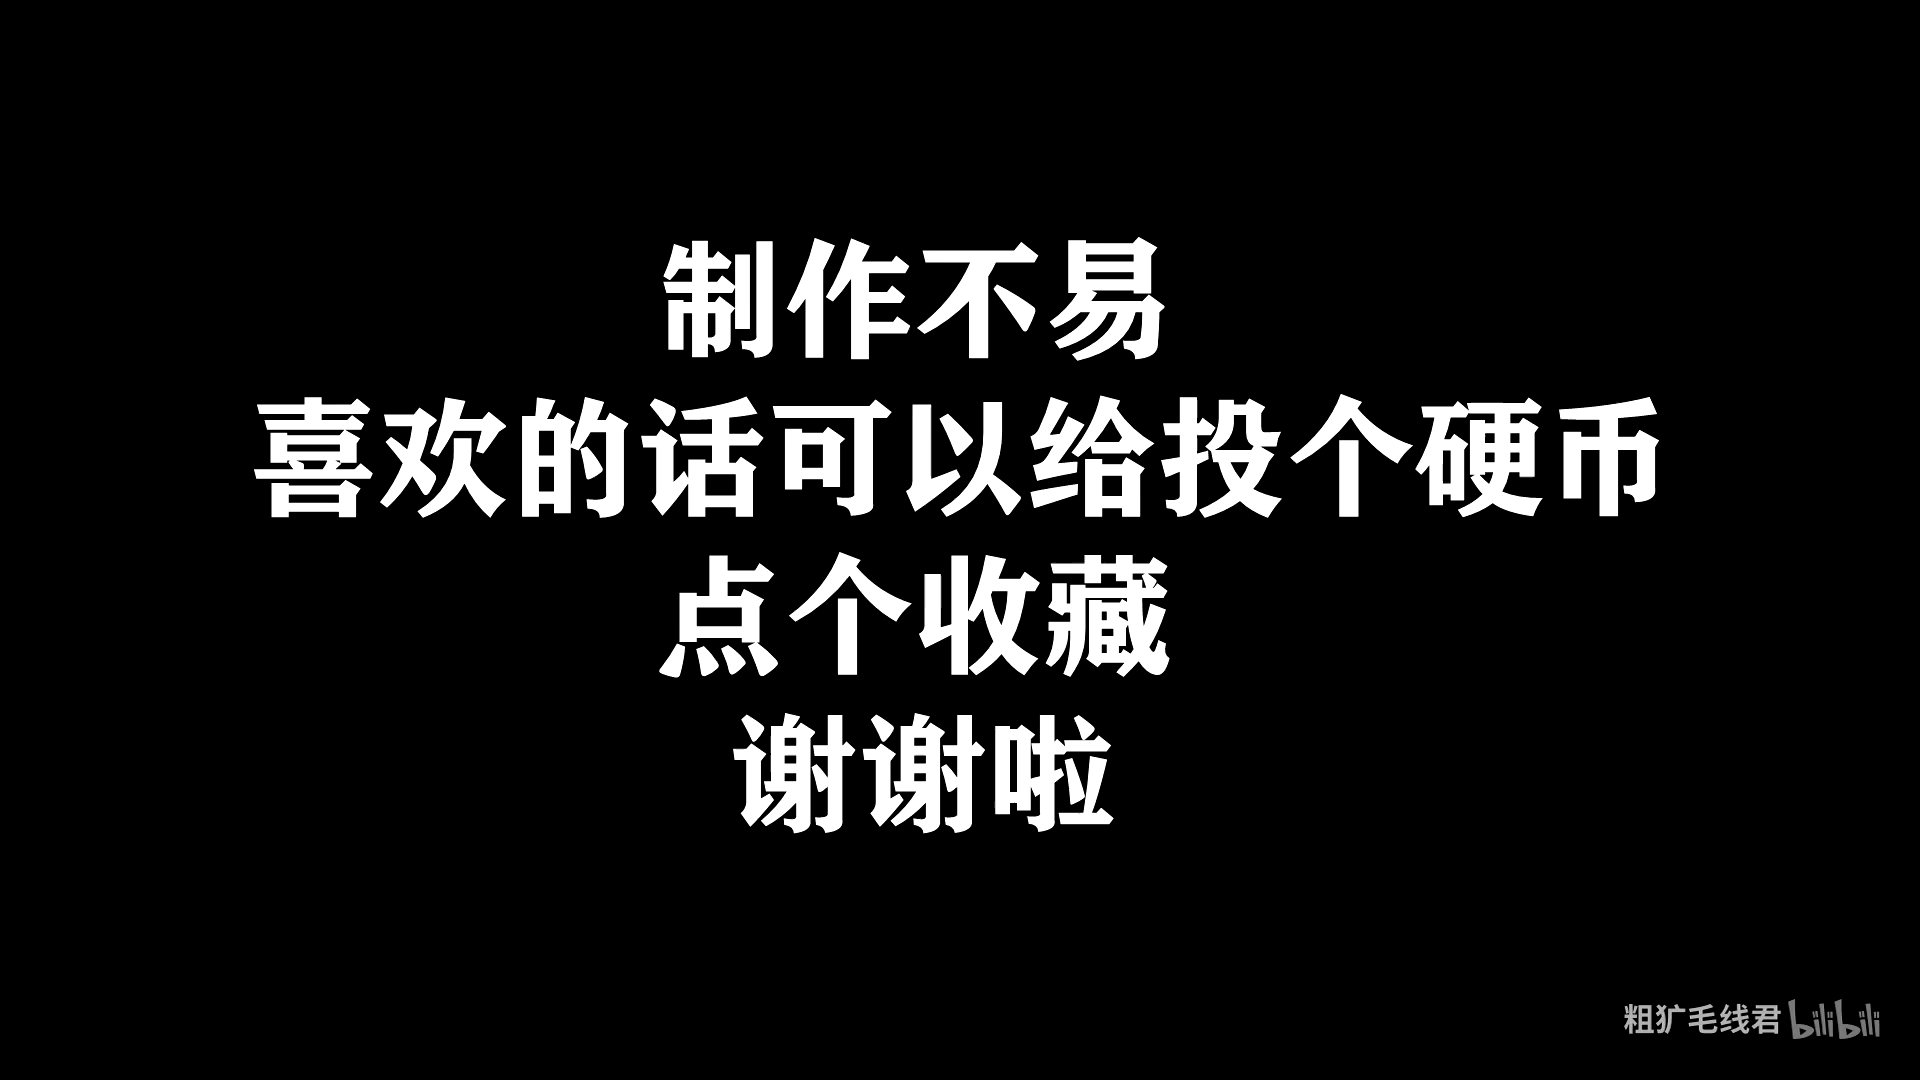 制作不易
喜欢的话可以给投个硬币
点个收藏
谢谢啦
粗犷毛线君 bilibili